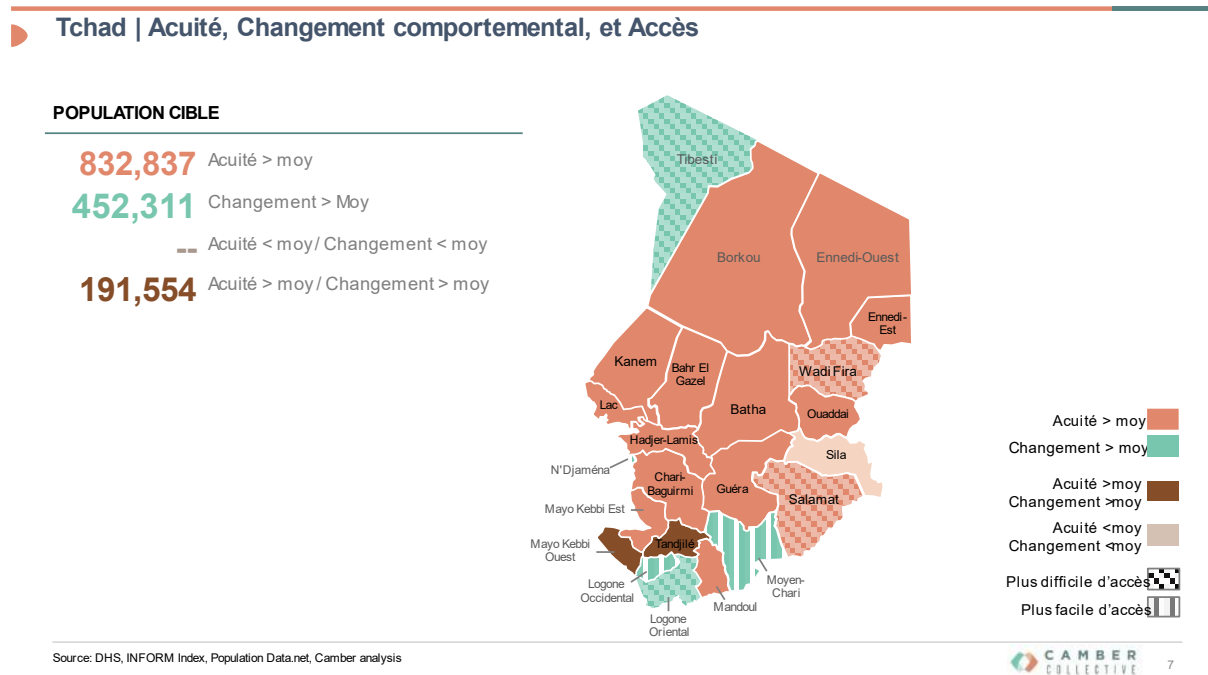 Tchad | Acuité, Changement comportemental, et Accès
POPULATION CIBLE
832,837 Acuité > moy
452,311 Changement > Moy
-- Acuité < moy / Changement < moy
191,554 Acuité > moy / Changement > moy
Tibesti
Borkou
Ennedi-Ouest
Ennedi-
Est
Kanem
Bahr El
Gazel
Wadi Fira
Lac
Batha
Ouaddai
Hadjer-Lamis
Sila
N'Djaména
Chari-
Baguirmi
Guéra
Salamat
Mayo Kebbi Est
Mayo Kebbi
Ouest
Tandjilé
Logone
Occidental
Moyen-
Chari
Mandoul
Logone
Oriental
Acuité > moy
Changement > moy
Acuité > moy
Changement > moy
Acuité < moy
Changement < moy
Plus difficile d'accès
Plus facile d'accès
Source: DHS, INFORM Index, Population Data.net, Camber analysis
CAMBER
COLLECTIVE
7